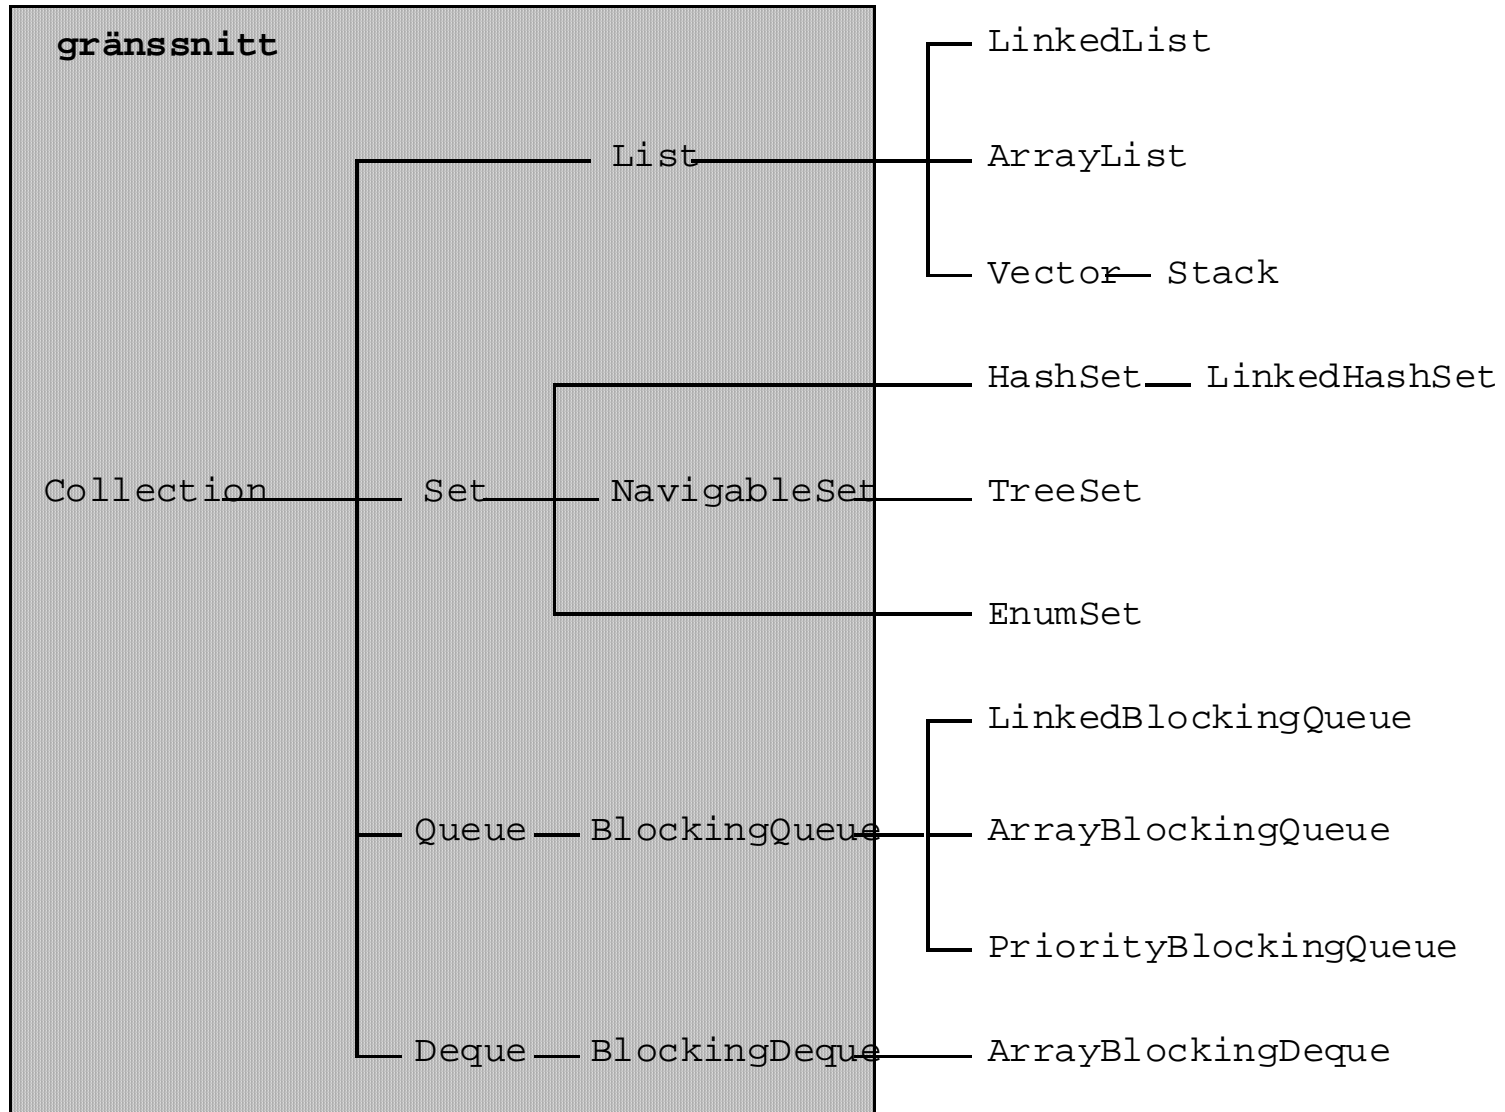 gränssnitt
LinkedList
List
ArrayList
Vector
Stack
HashSet
LinkedHashSet
Collection
Set
NavigableSet
TreeSet
EnumSet
LinkedBlockingQueue
Queue
BlockingQueue
ArrayBlockingQueue
PriorityBlockingQueue
Deque
BlockingDeque
ArrayBlockingDeque